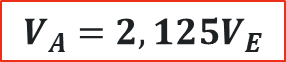 V_A = 2,125V_E